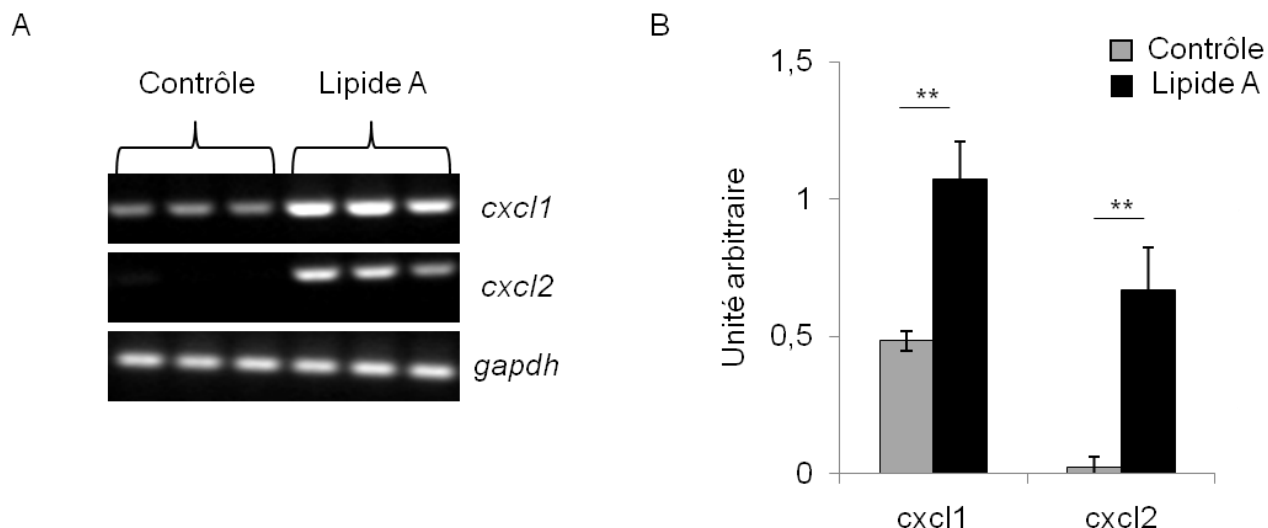 A
Contrôle Lipide A
cxcl1
cxcl2
gapdh
B
Contrôle
Lipide A
Unité arbitraire
1,5
1
0,5
0
**
**
cxcl1 cxcl2